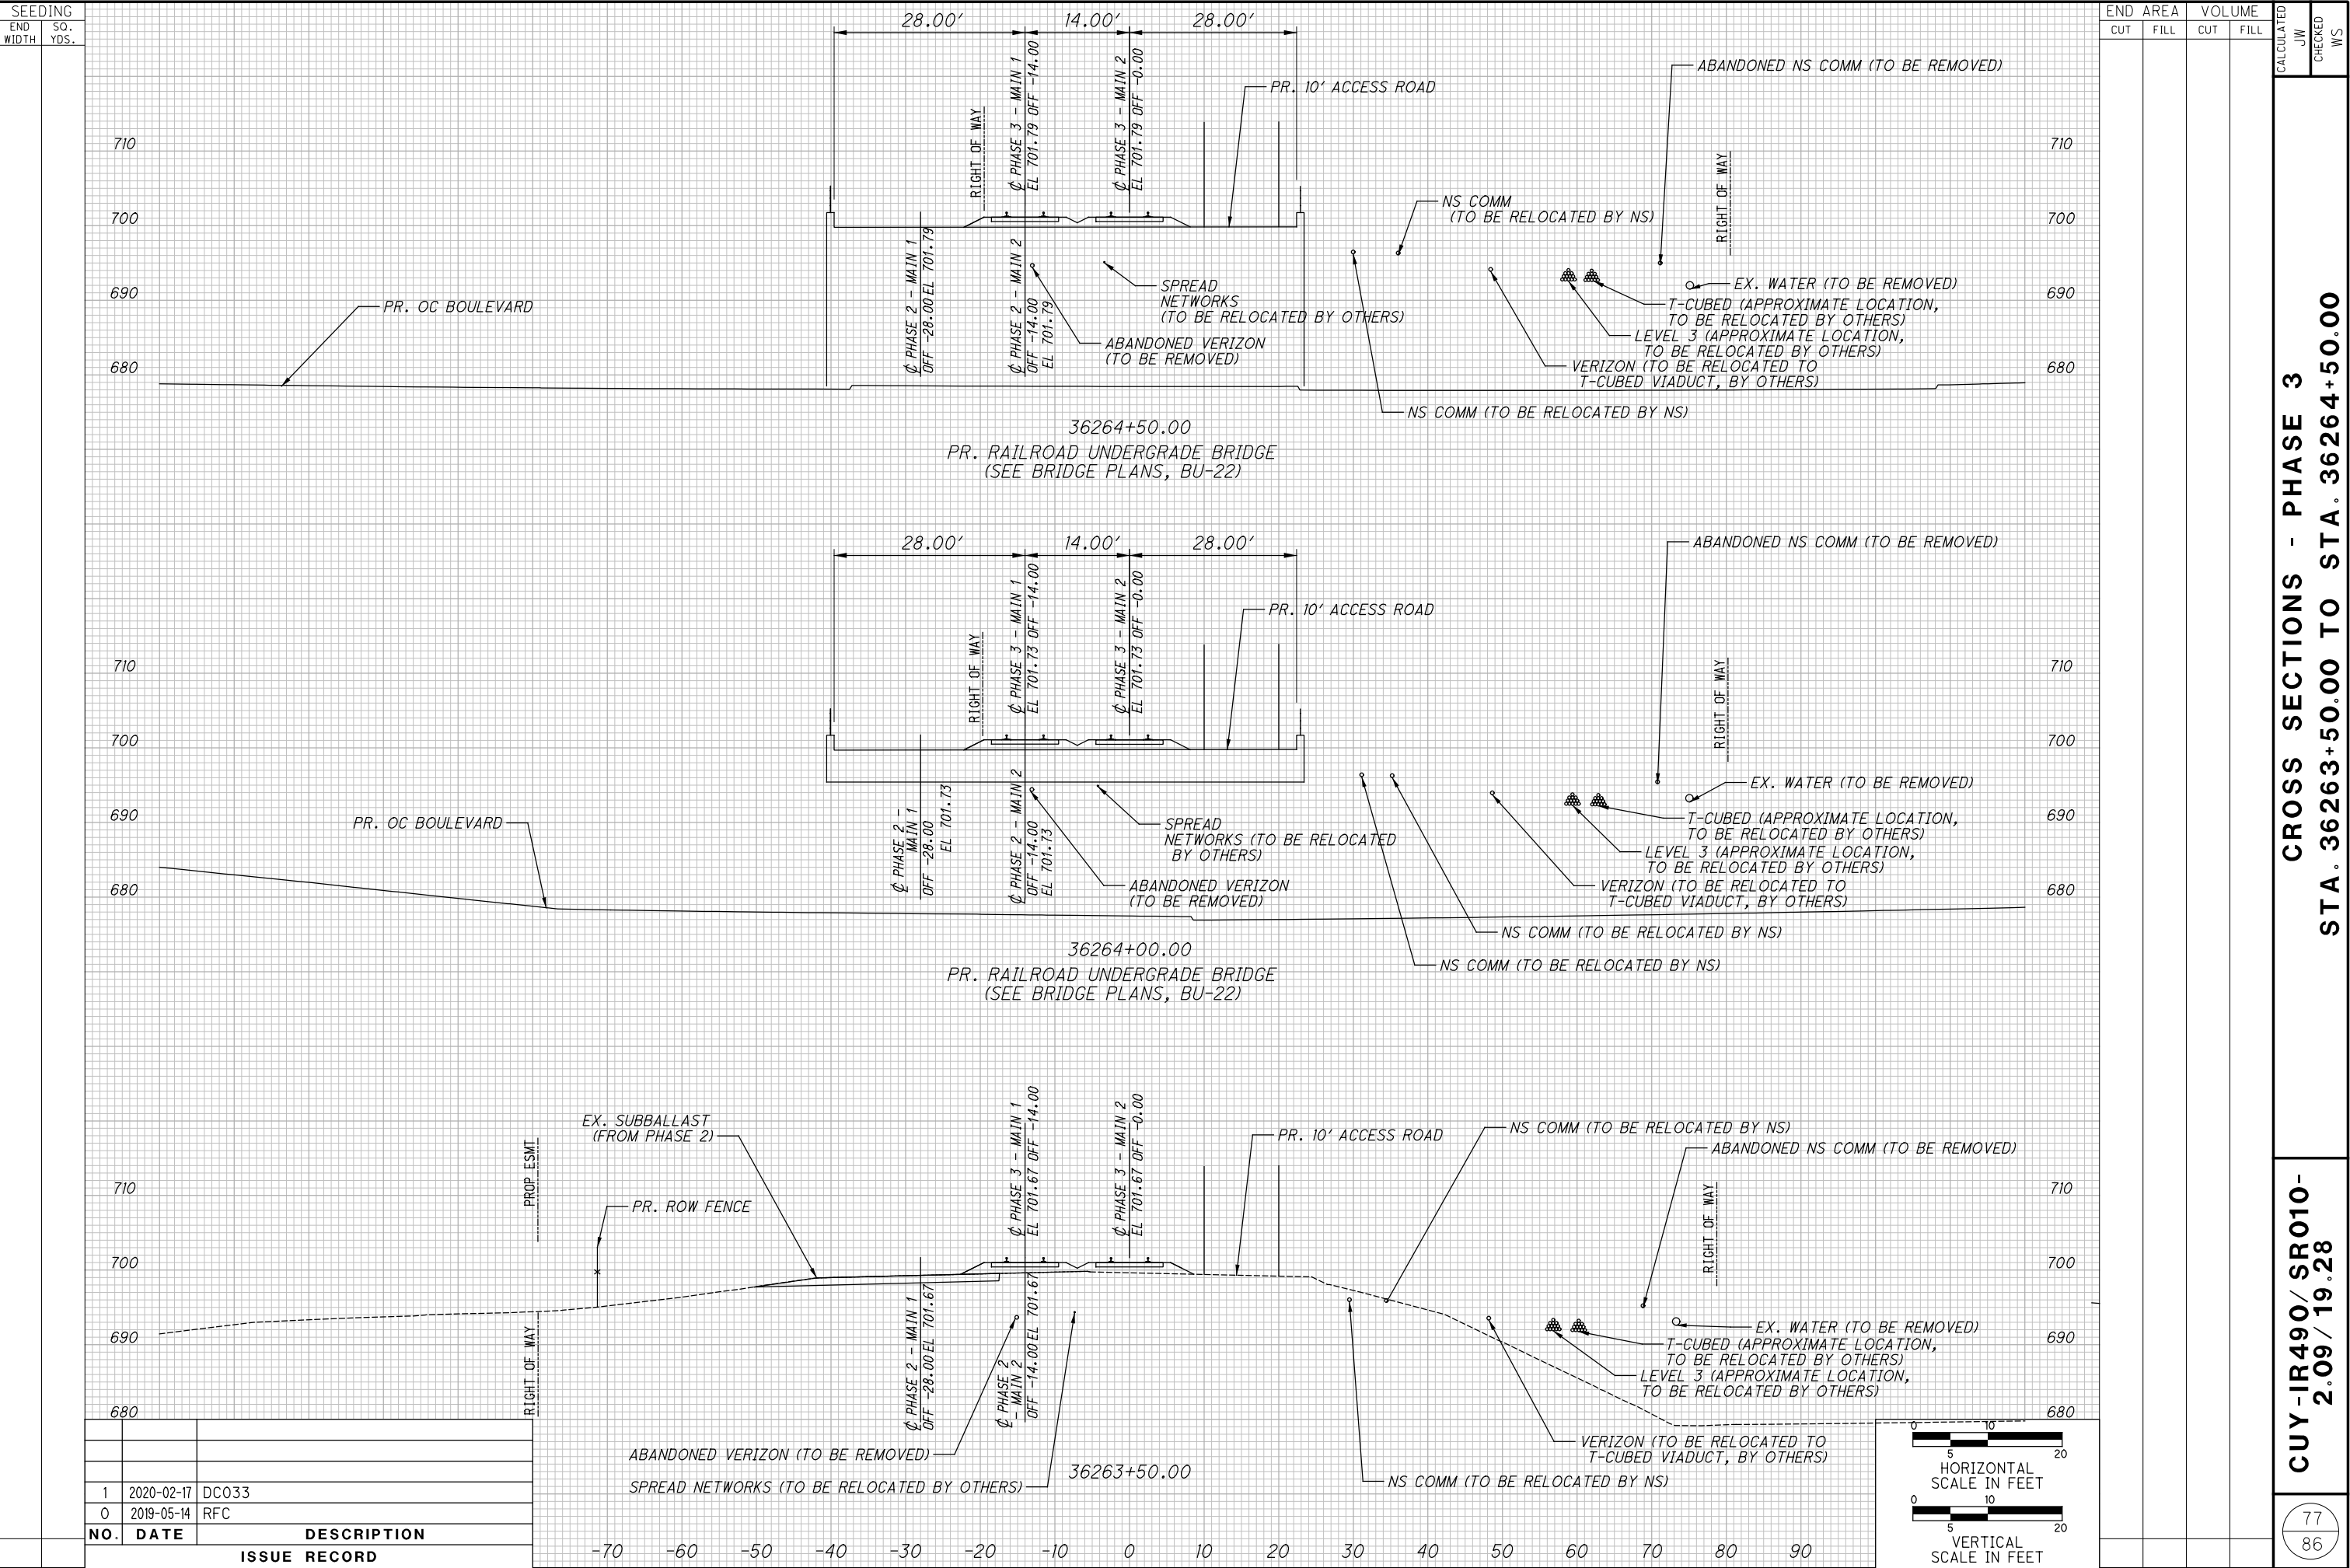 SEEDING
END WIDTH
SQ. YDS.
END AREA
VOLUME
CUT
FILL
CUT
FILL
CALCULATED
JW
CHECKED
WS
28.00'
14.00'
28.00'
℄ PHASE 3 - MAIN 1
EL 701.79 OFF -14.00
℄ PHASE 3 - MAIN 2
EL 701.79 OFF -0.00
RIGHT OF WAY
PR. 10' ACCESS ROAD
ABANDONED NS COMM (TO BE REMOVED)
RIGHT OF WAY
NS COMM
(TO BE RELOCATED BY NS)
710
700
690
680
710
700
690
680
PR. OC BOULEVARD
℄ PHASE 2 - MAIN 1
OFF -28.00 EL 701.79
℄ PHASE 2 - MAIN 2
OFF -14.00
EL 701.79
SPREAD
NETWORKS
(TO BE RELOCATED BY OTHERS)
ABANDONED VERIZON
(TO BE REMOVED)
EX. WATER (TO BE REMOVED)
T-CUBED (APPROXIMATE LOCATION,
TO BE RELOCATED BY OTHERS)
LEVEL 3 (APPROXIMATE LOCATION,
TO BE RELOCATED BY OTHERS)
VERIZON (TO BE RELOCATED TO
T-CUBED VIADUCT, BY OTHERS)
NS COMM (TO BE RELOCATED BY NS)
36264+50.00
PR. RAILROAD UNDERGRADE BRIDGE
(SEE BRIDGE PLANS, BU-22)
28.00'
14.00'
28.00'
℄ PHASE 3 - MAIN 1
EL 701.73 OFF -14.00
℄ PHASE 3 - MAIN 2
EL 701.73 OFF -0.00
RIGHT OF WAY
PR. 10' ACCESS ROAD
ABANDONED NS COMM (TO BE REMOVED)
RIGHT OF WAY
710
700
690
680
710
700
690
680
PR. OC BOULEVARD
℄ PHASE 2 -
MAIN 1
OFF -28.00
EL 701.73
℄ PHASE 2 - MAIN 2
OFF -14.00
EL 701.73
SPREAD
NETWORKS (TO BE RELOCATED
BY OTHERS)
ABANDONED VERIZON
(TO BE REMOVED)
EX. WATER (TO BE REMOVED)
T-CUBED (APPROXIMATE LOCATION,
TO BE RELOCATED BY OTHERS)
LEVEL 3 (APPROXIMATE LOCATION,
TO BE RELOCATED BY OTHERS)
VERIZON (TO BE RELOCATED TO
T-CUBED VIADUCT, BY OTHERS)
NS COMM (TO BE RELOCATED BY NS)
NS COMM (TO BE RELOCATED BY NS)
36264+00.00
PR. RAILROAD UNDERGRADE BRIDGE
(SEE BRIDGE PLANS, BU-22)
EX. SUBBALLAST
(FROM PHASE 2)
PROP ESMT
PR. ROW FENCE
RIGHT OF WAY
℄ PHASE 3 - MAIN 1
EL 701.67 OFF -14.00
℄ PHASE 3 - MAIN 2
EL 701.67 OFF -0.00
PR. 10' ACCESS ROAD
NS COMM (TO BE RELOCATED BY NS)
ABANDONED NS COMM (TO BE REMOVED)
RIGHT OF WAY
710
700
690
680
710
700
690
680
℄ PHASE 2 - MAIN 1
OFF -28.00 EL 701.67
℄ PHASE 2
- MAIN 2
OFF -14.00 EL 701.67
EX. WATER (TO BE REMOVED)
T-CUBED (APPROXIMATE LOCATION,
TO BE RELOCATED BY OTHERS)
LEVEL 3 (APPROXIMATE LOCATION,
TO BE RELOCATED BY OTHERS)
VERIZON (TO BE RELOCATED TO
T-CUBED VIADUCT, BY OTHERS)
NS COMM (TO BE RELOCATED BY NS)
ABANDONED VERIZON (TO BE REMOVED)
SPREAD NETWORKS (TO BE RELOCATED BY OTHERS)
36263+50.00
1 2020-02-17 DC033
0 2019-05-14 RFC
NO. DATE DESCRIPTION
ISSUE RECORD
-70 -60 -50 -40 -30 -20 -10 0 10 20 30 40 50 60 70 80 90
0 10
5 20
HORIZONTAL
SCALE IN FEET
0 10
5 20
VERTICAL
SCALE IN FEET
CROSS SECTIONS - PHASE 3
STA. 36263+50.00 TO STA. 36264+50.00
CUY-IR490/SR010-
2.09/19.28
77
86